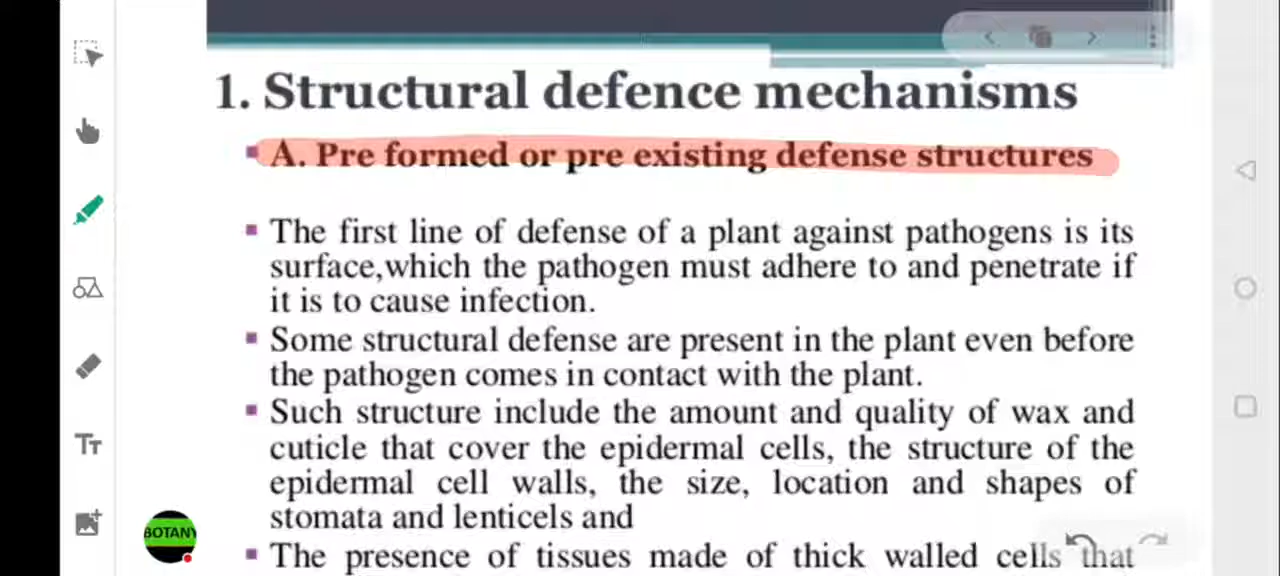 1. Structural defence mechanisms
A. Pre formed or pre existing defense structures
The first line of defense of a plant against pathogens is its
surface,which the pathogen must adhere to and penetrate if
it is to cause infection.
Some structural defense are present in the plant even before
the pathogen comes in contact with the plant.
Such structure include the amount and quality of wax and
cuticle that cover the epidermal cells, the structure of the
epidermal cell walls, the size, location and shapes of
stomata and lenticels and
The presence of tissues made of thick walled cells that
TT
BOTANY